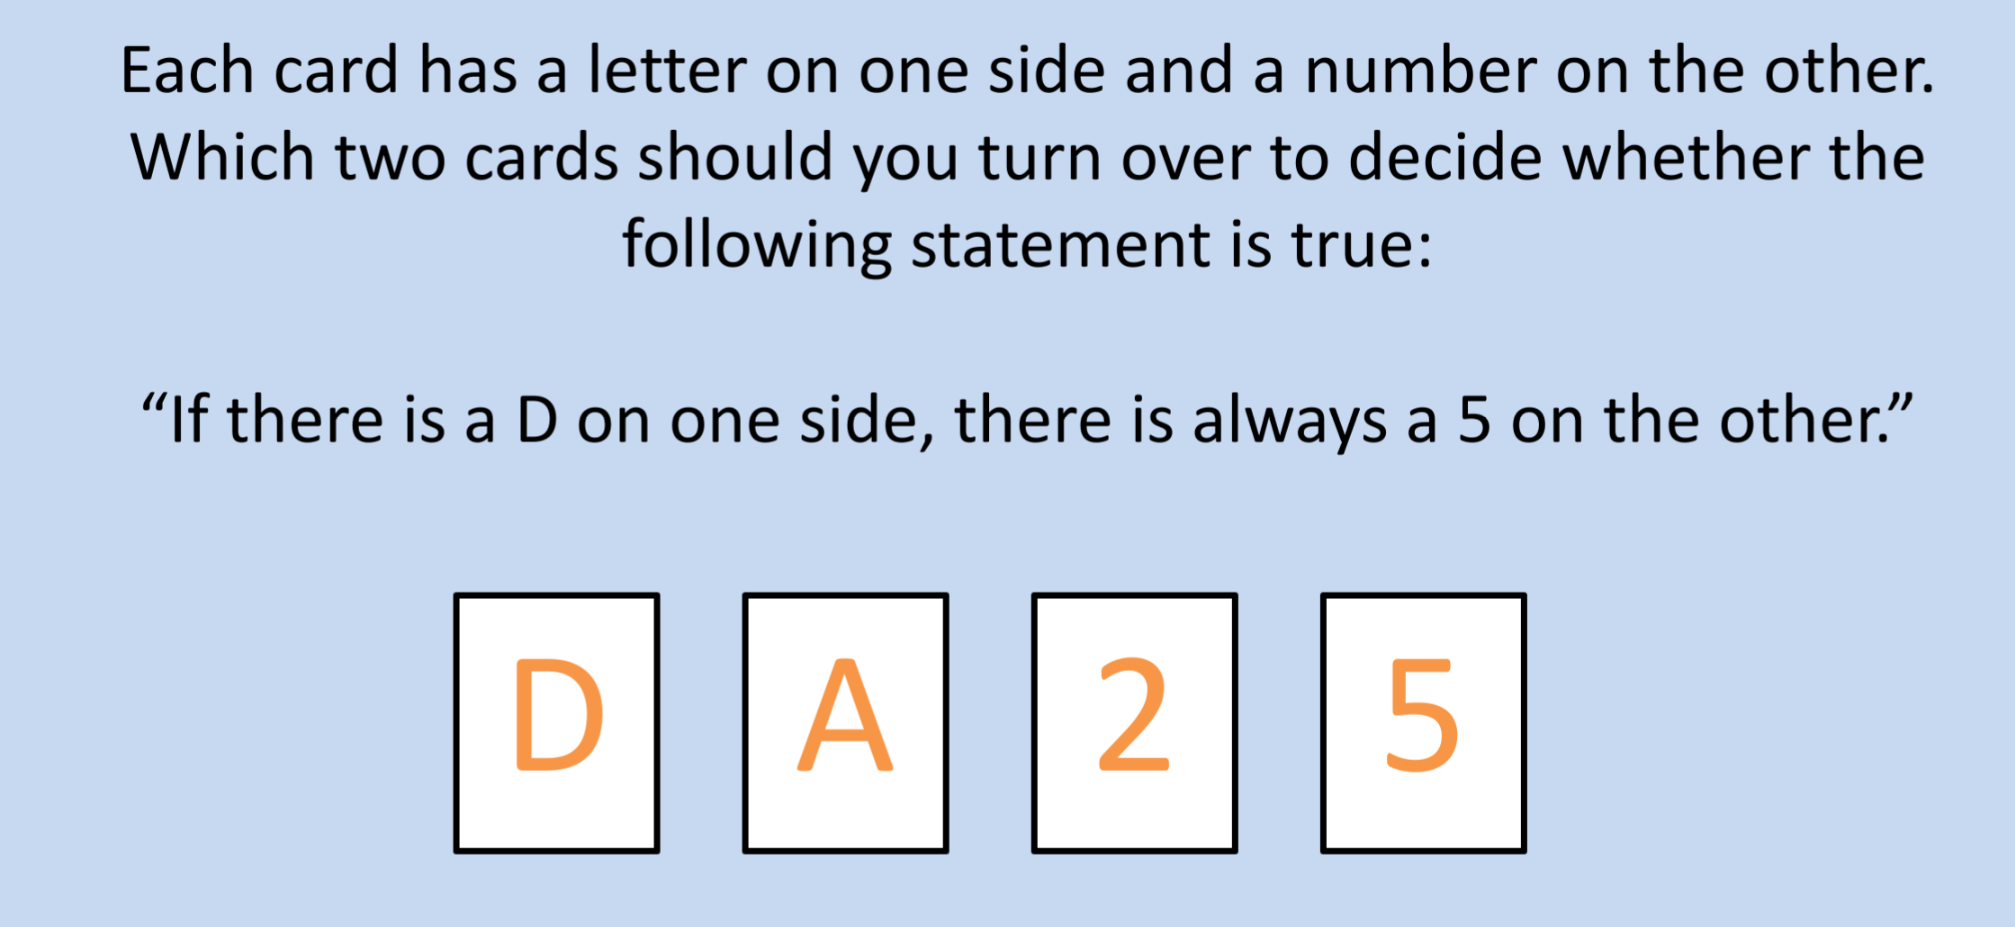 Each card has a letter on one side and a number on the other.
Which two cards should you turn over to decide whether the
following statement is true:
“If there is a D on one side, there is always a 5 on the other.”
D A 2 5